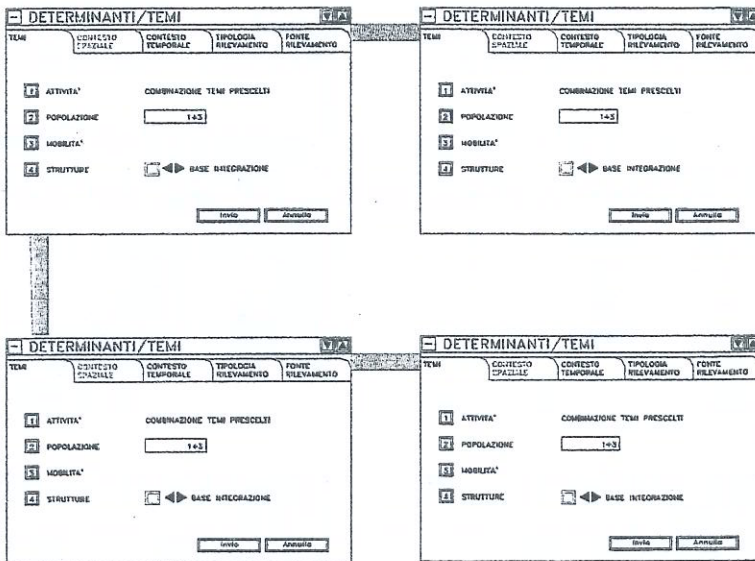 DETERMINANTI/TEMI
TEMI CONTESTO SPAZIALE CONTESTO TEMPORALE TIPOLOGIA RILEVAMENTO FONTE RILEVAMENTO
1 ATTIVITA' COMBINAZIONE TEMI PRESCELTI
2 POPOLAZIONE 1+3
3 MOBILITA'
4 STRUTTURE BASE INTEGRAZIONE
Invio Annulla
DETERMINANTI/TEMI
TEMI CONTESTO SPAZIALE CONTESTO TEMPORALE TIPOLOGIA RILEVAMENTO FONTE RILEVAMENTO
1 ATTIVITA' COMBINAZIONE TEMI PRESCELTI
2 POPOLAZIONE 1+3
3 MOBILITA'
4 STRUTTURE BASE INTEGRAZIONE
Invio Annulla
DETERMINANTI/TEMI
TEMI CONTESTO SPAZIALE CONTESTO TEMPORALE TIPOLOGIA RILEVAMENTO FONTE RILEVAMENTO
1 ATTIVITA' COMBINAZIONE TEMI PRESCELTI
2 POPOLAZIONE 1+3
3 MOBILITA'
4 STRUTTURE BASE INTEGRAZIONE
Invio Annulla
DETERMINANTI/TEMI
TEMI CONTESTO SPAZIALE CONTESTO TEMPORALE TIPOLOGIA RILEVAMENTO FONTE RILEVAMENTO
1 ATTIVITA' COMBINAZIONE TEMI PRESCELTI
2 POPOLAZIONE 1+3
3 MOBILITA'
4 STRUTTURE BASE INTEGRAZIONE
Invio Annulla